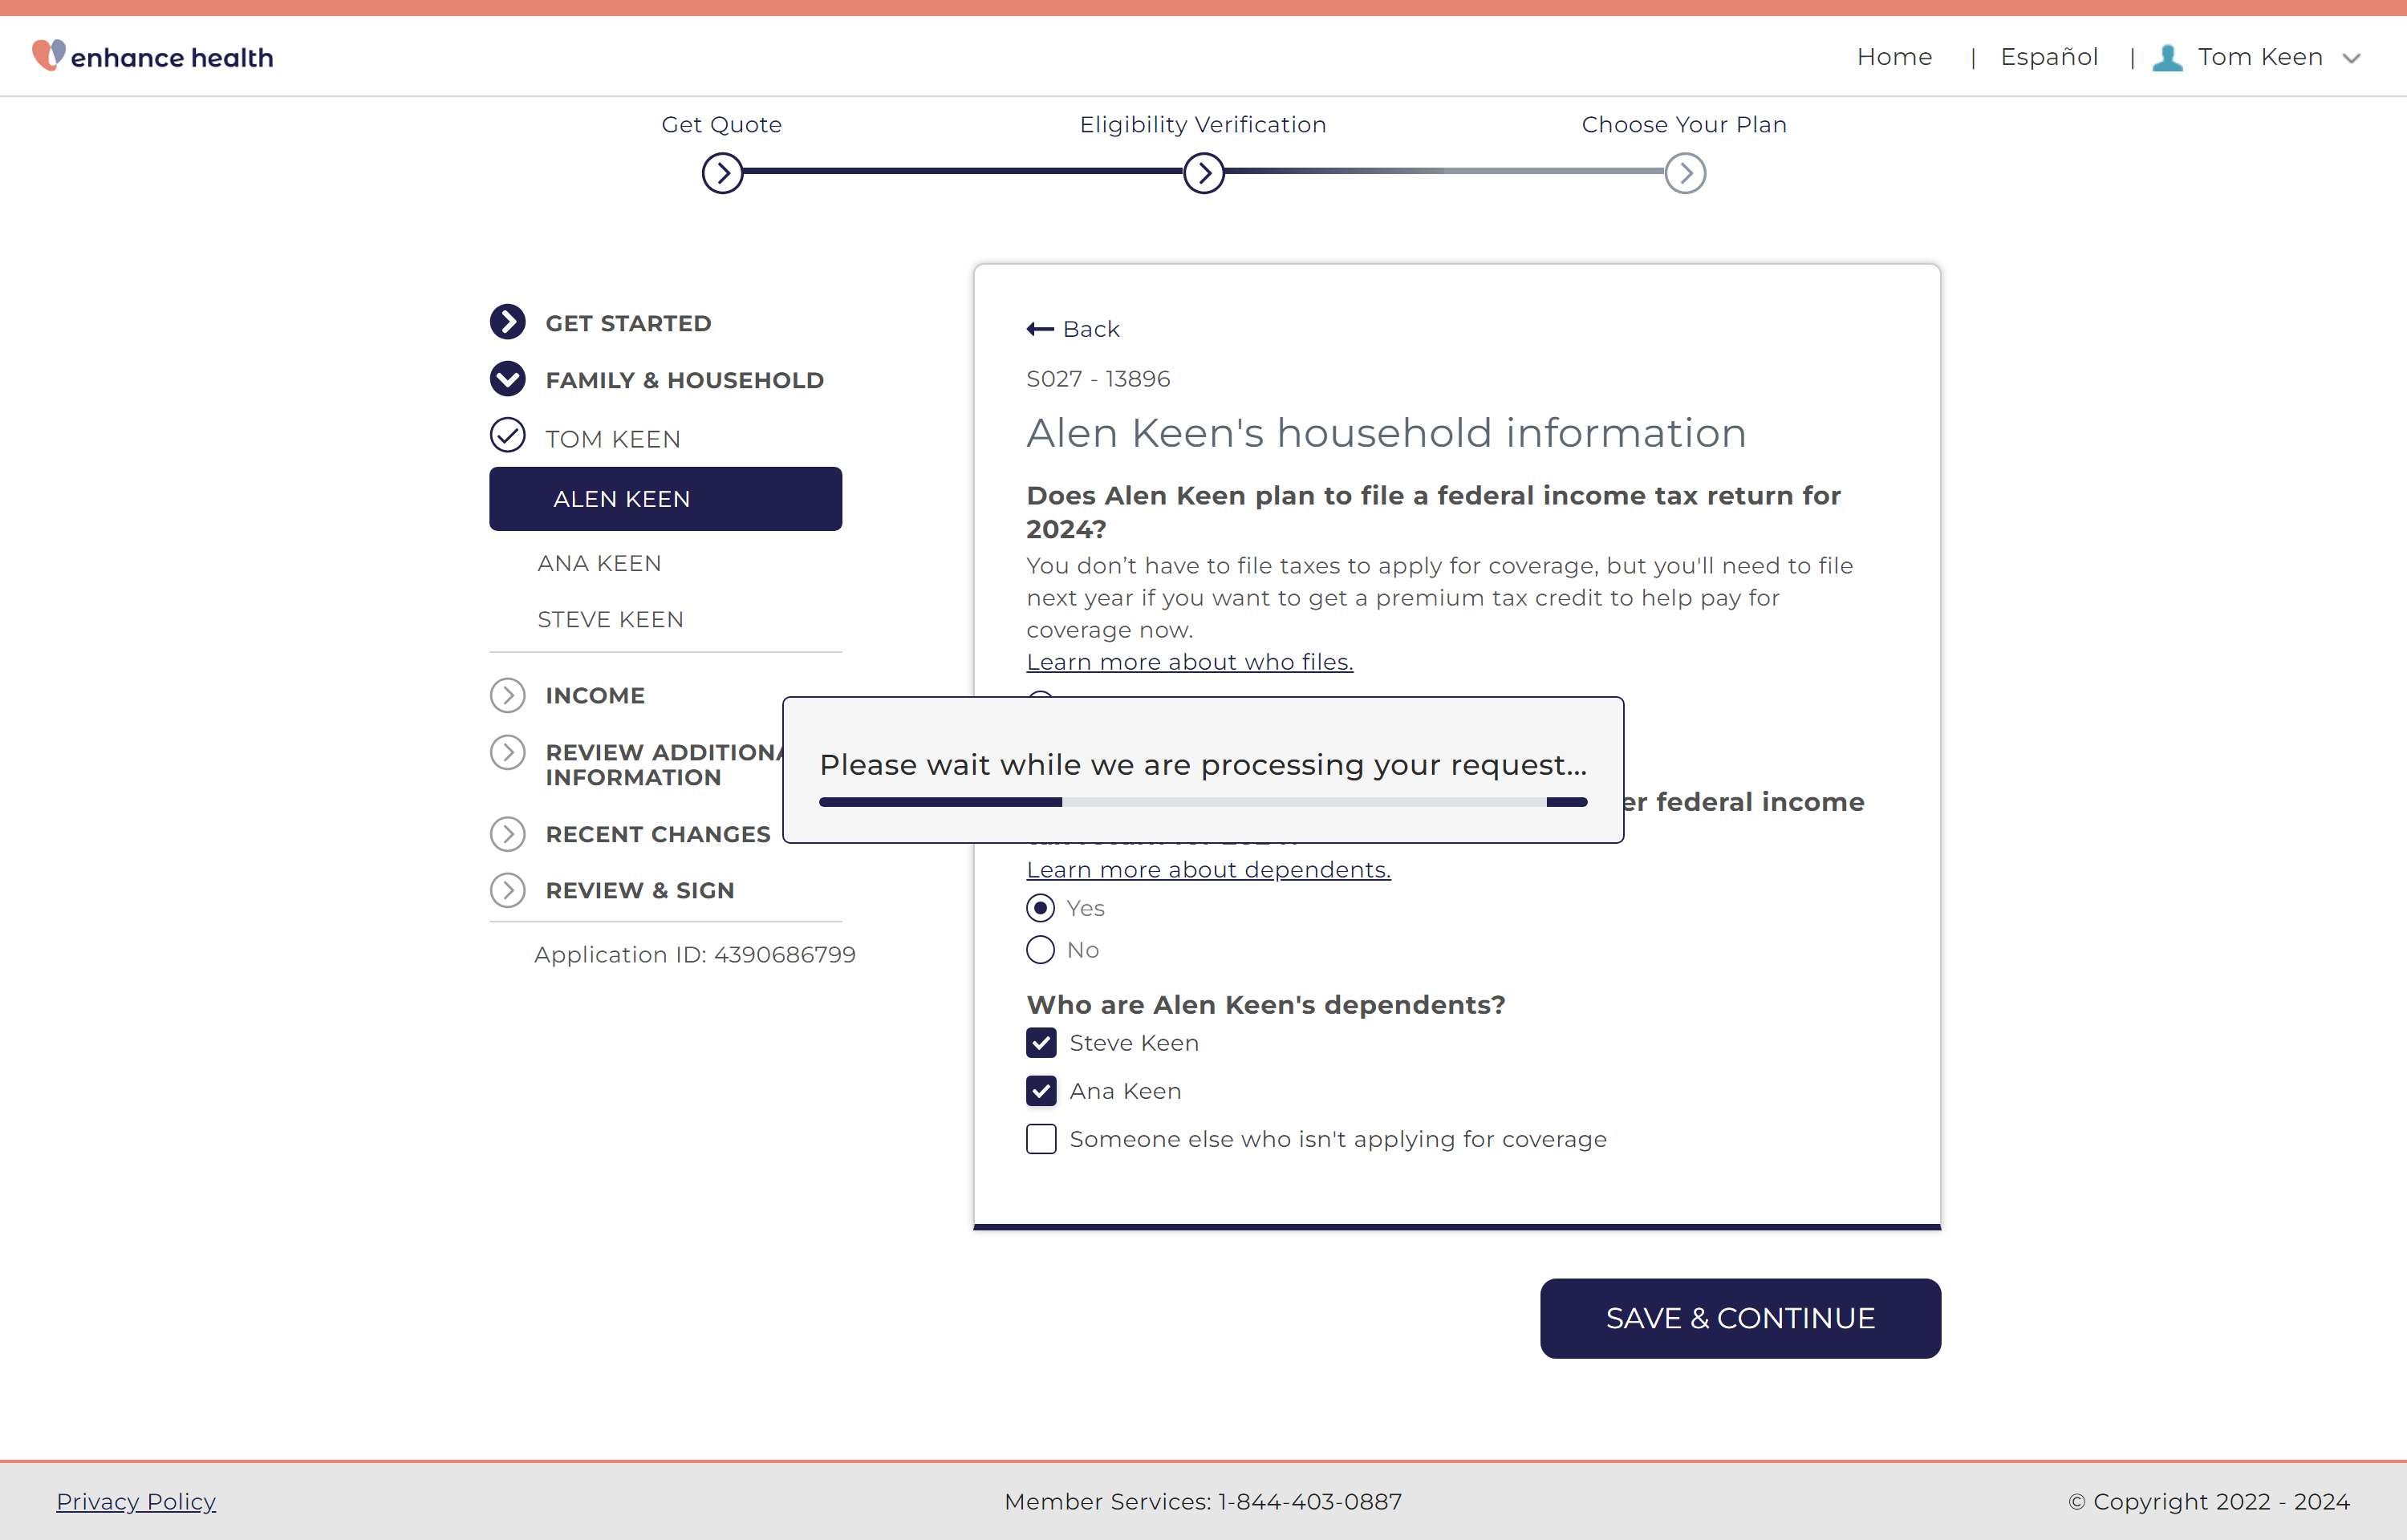 enhance health
Home | Español | Tom Keen
Get Quote
Eligibility Verification
Choose Your Plan
GET STARTED
FAMILY & HOUSEHOLD
TOM KEEN
ALEN KEEN
ANA KEEN
STEVE KEEN
INCOME
REVIEW
INFORMATION
RECENT CHANGES
REVIEW & SIGN
Application ID: 4390686799
Back
S027 - 13896
Alen Keen's household information
Does Alen Keen plan to file a federal income tax return for
2024?
You don’t have to file taxes to apply for coverage, but you'll need to file
next year if you want to get a premium tax credit to help pay for
coverage now.
Learn more about who files.
Please wait while we are processing your request...
federal income
Learn more about dependents.
Yes
No
Who are Alen Keen's dependents?
Steve Keen
Ana Keen
Someone else who isn't applying for coverage
SAVE & CONTINUE
Privacy Policy
Member Services: 1-844-403-0887
© Copyright 2022 - 2024